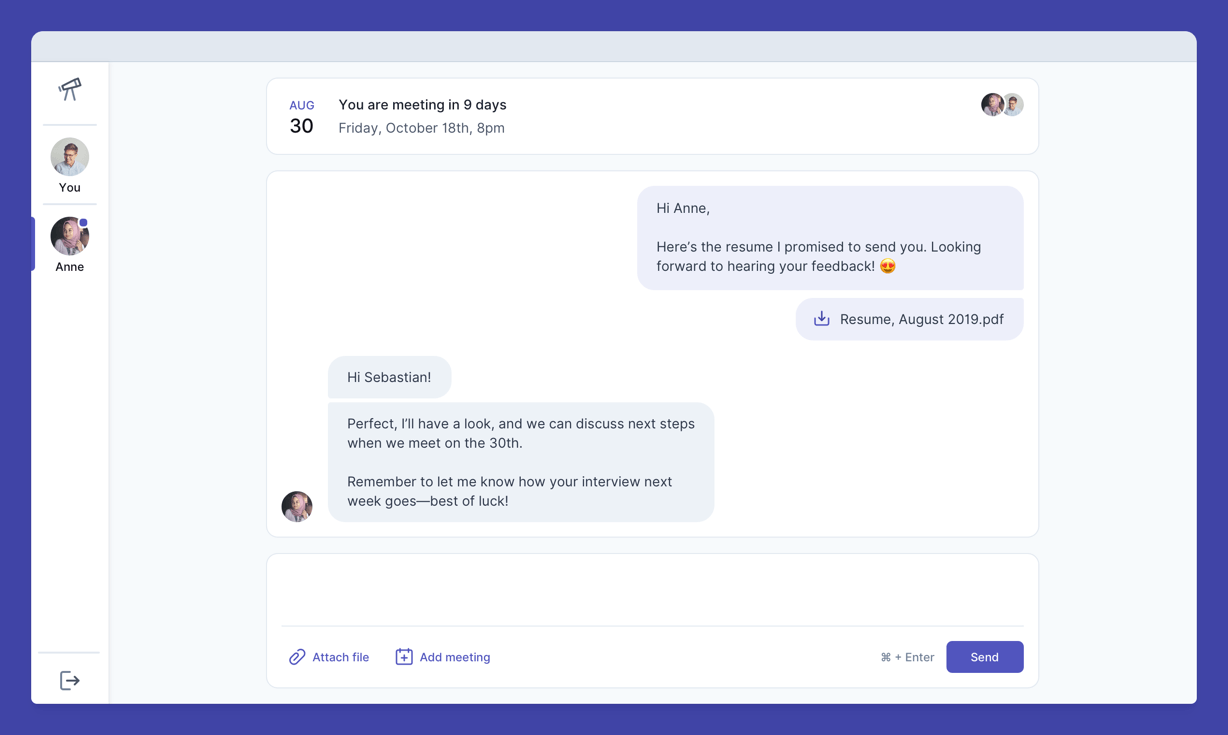 You
Anne
AUG
30
You are meeting in 9 days
Friday, October 18th, 8pm
Hi Anne,
Here's the resume I promised to send you. Looking
forward to hearing your feedback! 😍
Resume, August 2019.pdf
Hi Sebastian!
Perfect, I'll have a look, and we can discuss next steps
when we meet on the 30th.
Remember to let me know how your interview next
week goes—best of luck!
Attach file
Add meeting
⌘ + Enter
Send